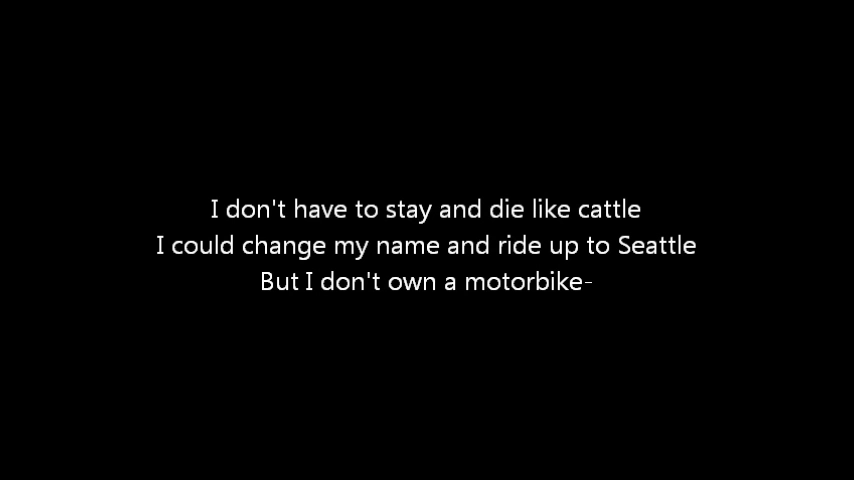 I don't have to stay and die like cattle
I could change my name and ride up to Seattle
But I don't own a motorbike-